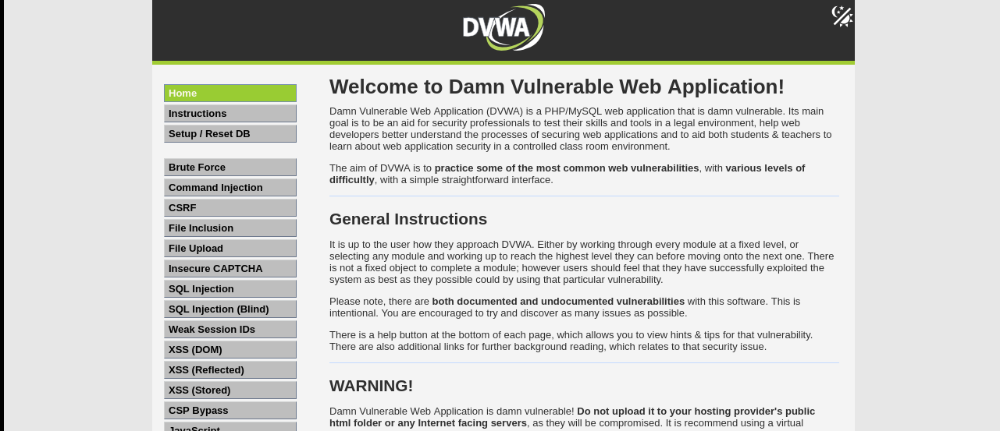 DVWA
Home
Instructions
Setup / Reset DB
Brute Force
Command Injection
CSRF
File Inclusion
File Upload
Insecure CAPTCHA
SQL Injection
SQL Injection (Blind)
Weak Session IDs
XSS (DOM)
XSS (Reflected)
XSS (Stored)
CSP Bypass
JavaScript
Welcome to Damn Vulnerable Web Application!
Damn Vulnerable Web Application (DVWA) is a PHP/MySQL web application that is damn vulnerable. Its main
goal is to be an aid for security professionals to test their skills and tools in a legal environment, help web
developers better understand the processes of securing web applications and to aid both students & teachers to
learn about web application security in a controlled class room environment.
The aim of DVWA is to practice some of the most common web vulnerabilities, with various levels of
difficultly, with a simple straightforward interface.
General Instructions
It is up to the user how they approach DVWA. Either by working through every module at a fixed level, or
selecting any module and working up to reach the highest level they can before moving onto the next one. There
is not a fixed object to complete a module; however users should feel that they have successfully exploited the
system as best as they possible could by using that particular vulnerability.
Please note, there are both documented and undocumented vulnerabilities with this software. This is
intentional. You are encouraged to try and discover as many issues as possible.
There is a help button at the bottom of each page, which allows you to view hints & tips for that vulnerability.
There are also additional links for further background reading, which relates to that security issue.
WARNING!
Damn Vulnerable Web Application is damn vulnerable! Do not upload it to your hosting provider's public
html folder or any Internet facing servers, as they will be compromised. It is recommend using a virtual